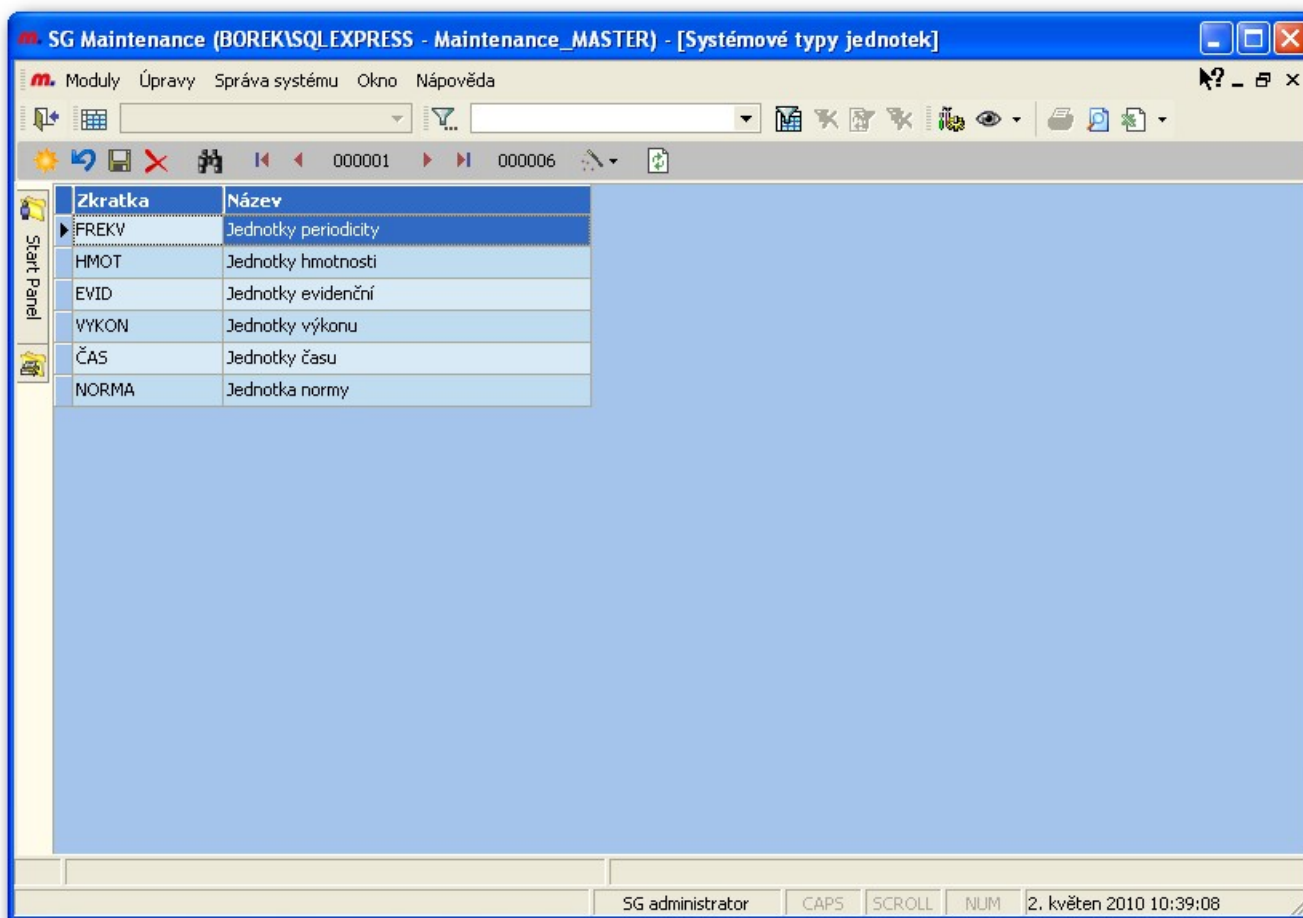 m. SG Maintenance (BOREK\SQLEXPRESS - Maintenance_MASTER) - [Systémové typy jednotek]
m. Moduly Úpravy Správa systému Okno Nápověda
000001 000006
Start Panel
Zkratka Název
FREKV Jednotky periodicity
HMOT Jednotky hmotnosti
EVID Jednotky evidenční
VYKON Jednotky výkonu
ČAS Jednotky času
NORMA Jednotka normy
SG administrator CAPS SCROLL NUM 2. květen 2010 10:39:08